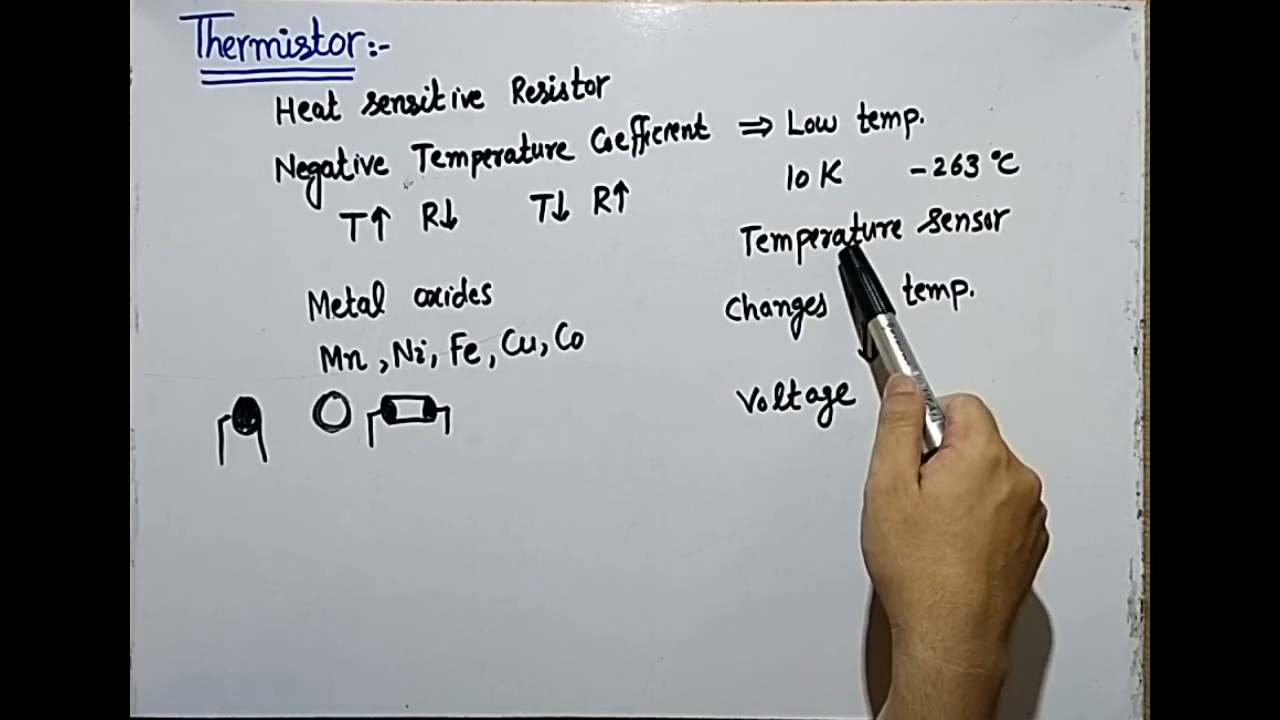 Thermistor:-
Heat sensitive Resistor
Negative Temperature Coefficient ⇒ Low temp.
10 K -263 °C
T↑ R↓ T↓ R↑
Temperature sensor
Metal oxides
Changes temp.
Mn, Ni, Fe, Cu, Co
↓
Voltage